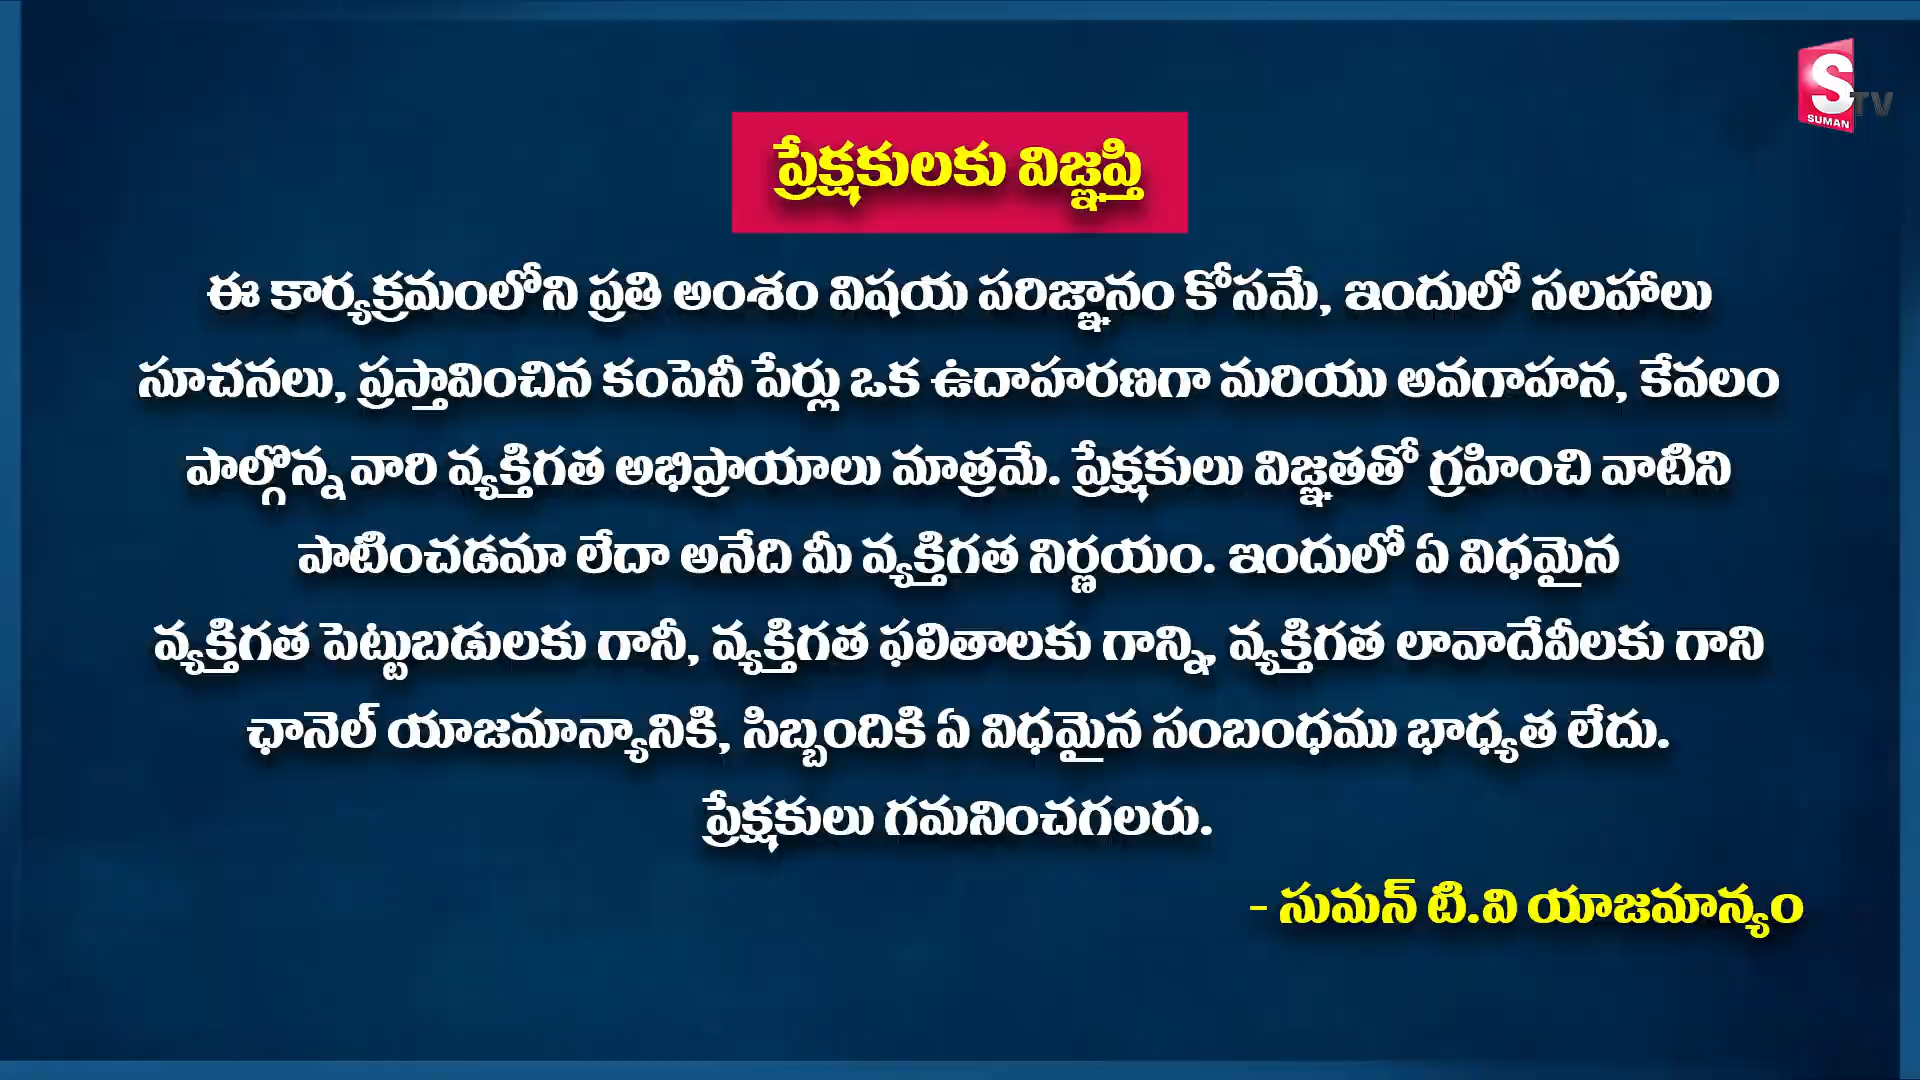 S
SUMAN
TV
ప్రేక్షకులకు విజ్ఞప్తి
ఈ కార్యక్రమంలోని ప్రతి అంశం విషయ పరిజ్ఞానం కోసమే, ఇందులో సలహాలు
సూచనలు, ప్రస్తావించిన కంపెనీ పేర్లు ఒక ఉదాహరణగా మరియు అవగాహన, కేవలం
పాల్గొన్న వారి వ్యక్తిగత అభిప్రాయాలు మాత్రమే. ప్రేక్షకులు విజ్ఞతతో గ్రహించి వాటిని
పాటించడమా లేదా అనేది మీ వ్యక్తిగత నిర్ణయం. ఇందులో ఏ విధమైన
వ్యక్తిగత పెట్టుబడులకు గానీ, వ్యక్తిగత ఫలితాలకు గాన్ని, వ్యక్తిగత లావాదేవీలకు గాని
ఛానెల్ యాజమాన్యానికి, సిబ్బందికి ఏ విధమైన సంబంధము భాధ్యత లేదు.
ప్రేక్షకులు గమనించగలరు.
- సుమన్ టి.వి యాజమాన్యం